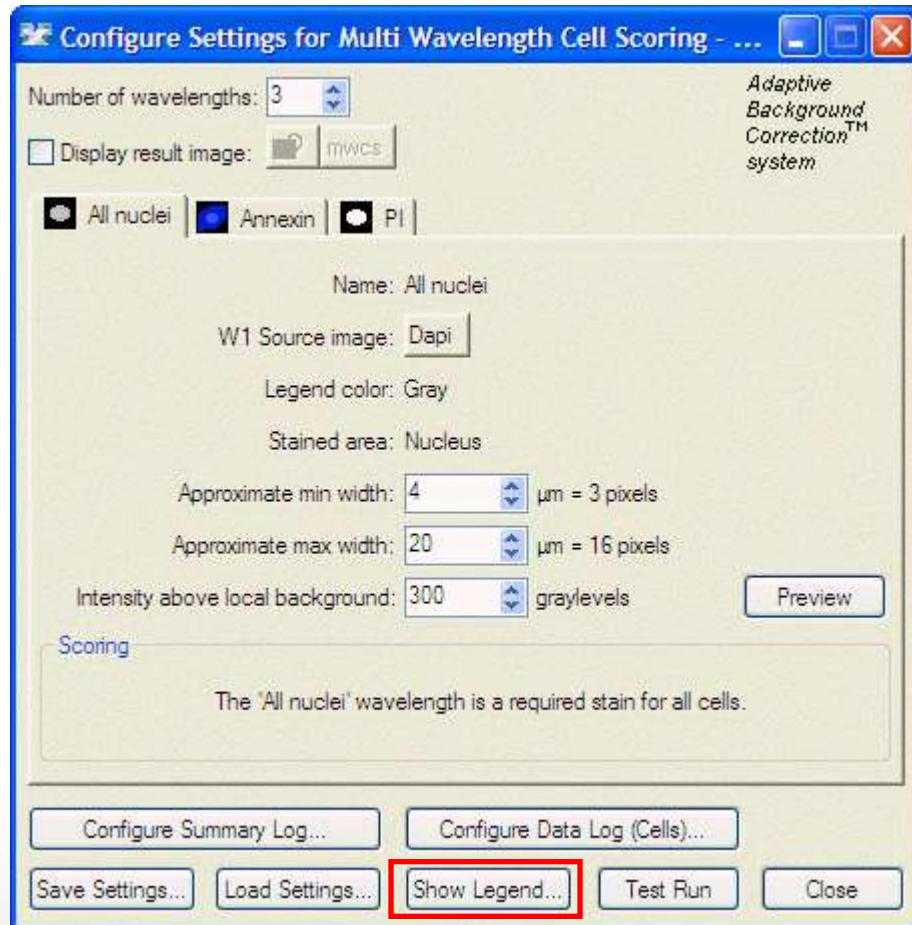 Configure Settings for Multi Wavelength Cell Scoring - ...
Number of wavelengths: 3
Adaptive
Background
Correction™
system
Display result image: mwcs
All nuclei Annexin PI
Name: All nuclei
W1 Source image: Dapi
Legend color: Gray
Stained area: Nucleus
Approximate min width: 4 µm = 3 pixels
Approximate max width: 20 µm = 16 pixels
Intensity above local background: 300 graylevels Preview
Scoring
The 'All nuclei' wavelength is a required stain for all cells.
Configure Summary Log... Configure Data Log (Cells)...
Save Settings... Load Settings... Show Legend... Test Run Close